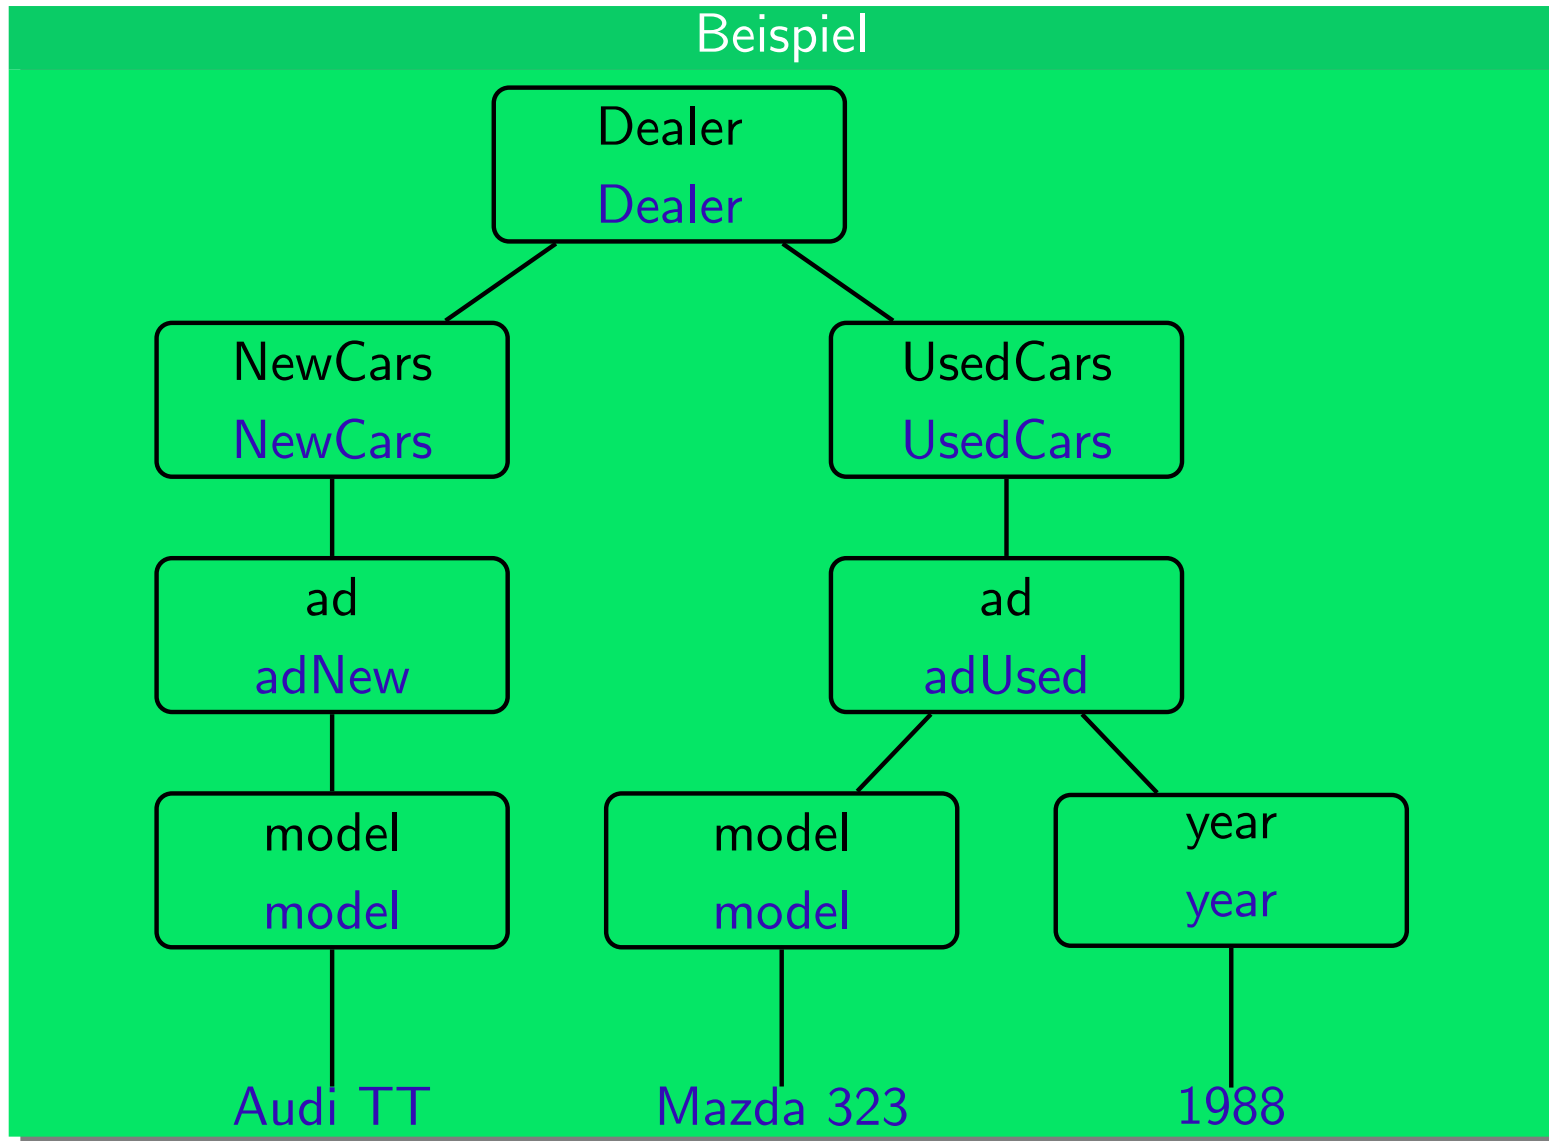 Beispiel
Dealer
Dealer
NewCars
NewCars
UsedCars
UsedCars
ad
adNew
ad
adUsed
model
model
model
model
year
year
Audi TT
Mazda 323
1988